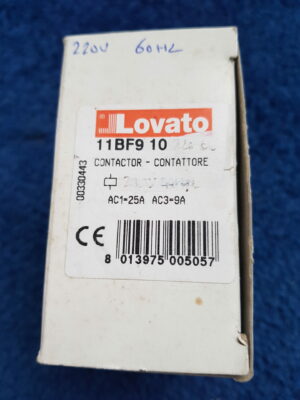 220V 60HZ
Lovato
11BF9 10
CONTACTOR - CONTATTORE
AC1=25A AC3=9A
00330443
CE
8 013975 005057